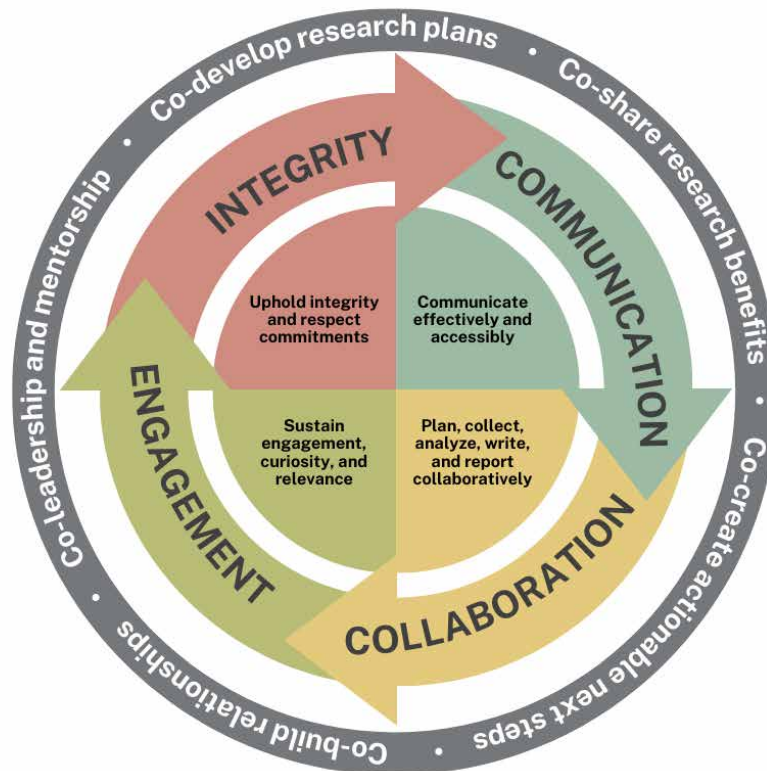 Co-develop research plans
•
Co-share research benefits
•
Co-create actionable next steps
•
Co-build relationships
•
Co-leadership and mentorship
•
INTEGRITY
COMMUNICATION
COLLABORATION
ENGAGEMENT
Uphold integrity
and respect
commitments
Communicate
effectively and
accessibly
Sustain
engagement,
curiosity, and
relevance
Plan, collect,
analyze, write,
and report
collaboratively